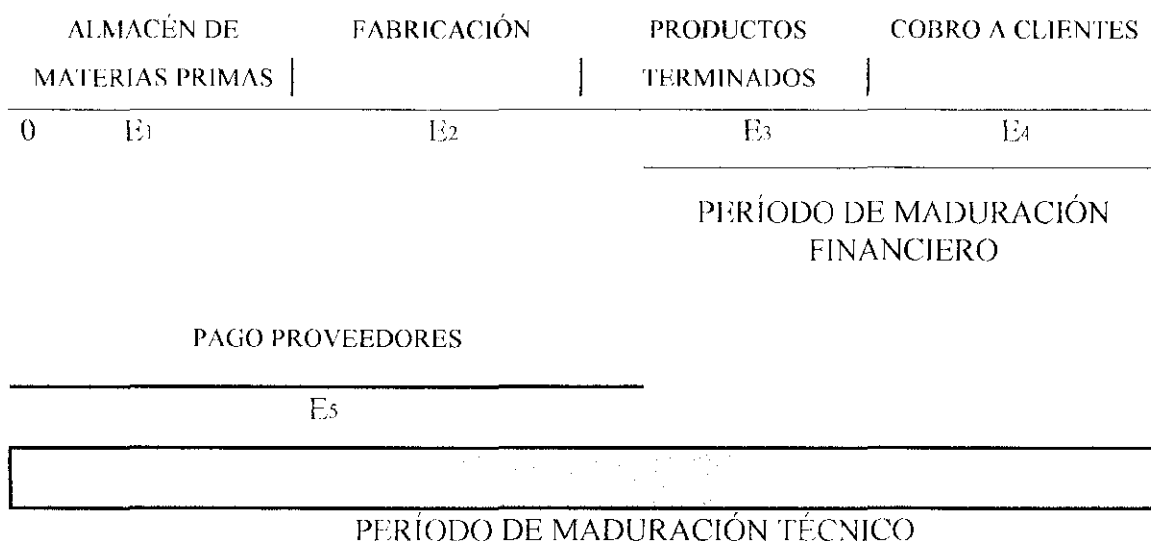 ALMACÉN DE FABRICACIÓN PRODUCTOS COBRO A CLIENTES
MATERIAS PRIMAS TERMINADOS
0 E1 E2 E3 E4
PERÍODO DE MADURACIÓN
FINANCIERO
PAGO PROVEEDORES
E5
PERÍODO DE MADURACIÓN TÉCNICO